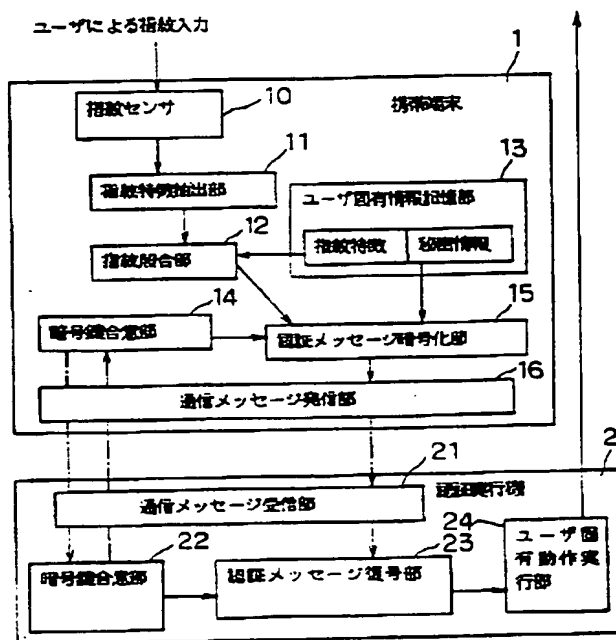 ユーザによる指紋入力
1
指紋センサ
10
携帯端末
11
指紋特徴抽出部
13
ユーザ固有情報記憶部
12
指紋特徴
秘密情報
指紋照合部
14
15
暗号鍵合意部
認証メッセージ暗号化部
16
通信メッセージ発信部
2
21
認証実行機
通信メッセージ受信部
24
22
23
ユーザ固
有動作実
行部
暗号鍵合意部
認証メッセージ復号部